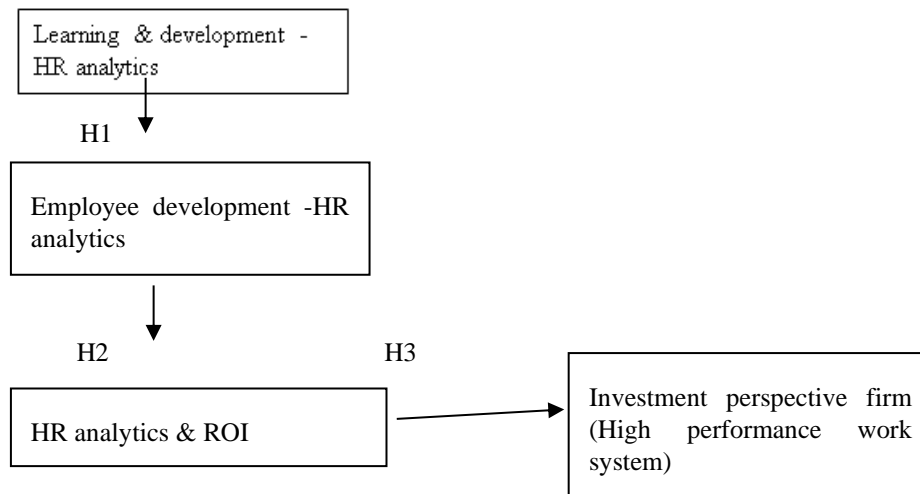 Learning & development -
HR analytics
H1
Employee development -HR
analytics
H2
H3
HR analytics & ROI
Investment perspective firm
(High performance work
system)